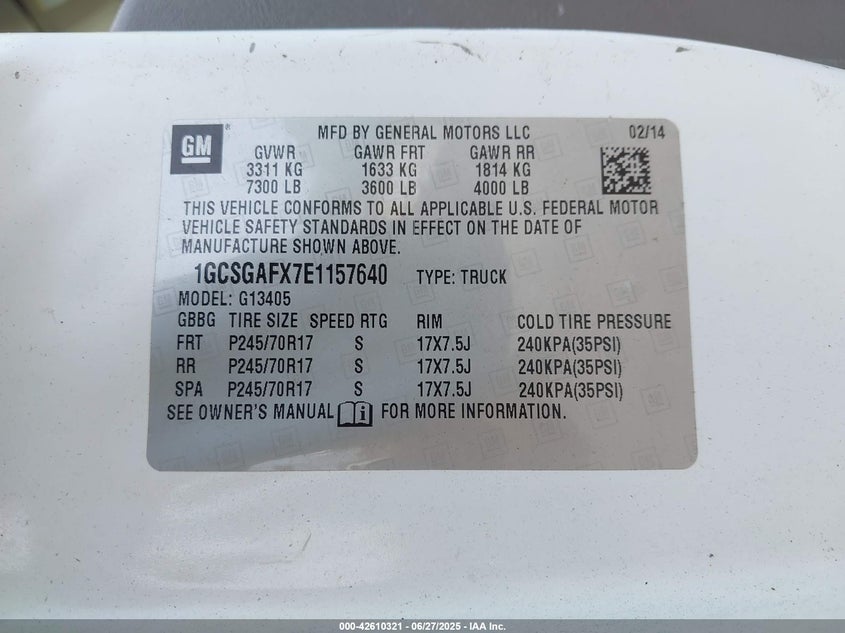 GM
®
MFD BY GENERAL MOTORS LLC 02/14
GVWR GAWR FRT GAWR RR
3311 KG 1633 KG 1814 KG
7300 LB 3600 LB 4000 LB
THIS VEHICLE CONFORMS TO ALL APPLICABLE U.S. FEDERAL MOTOR
VEHICLE SAFETY STANDARDS IN EFFECT ON THE DATE OF
MANUFACTURE SHOWN ABOVE.
1GCSGAFX7E1157640 TYPE: TRUCK
MODEL: G13405
GBBG TIRE SIZE SPEED RTG RIM COLD TIRE PRESSURE
FRT P245/70R17 S 17X7.5J 240KPA(35PSI)
RR P245/70R17 S 17X7.5J 240KPA(35PSI)
SPA P245/70R17 S 17X7.5J 240KPA(35PSI)
SEE OWNER'S MANUAL i FOR MORE INFORMATION.
000-42610321 | 06/27/2025 - IAA Inc.